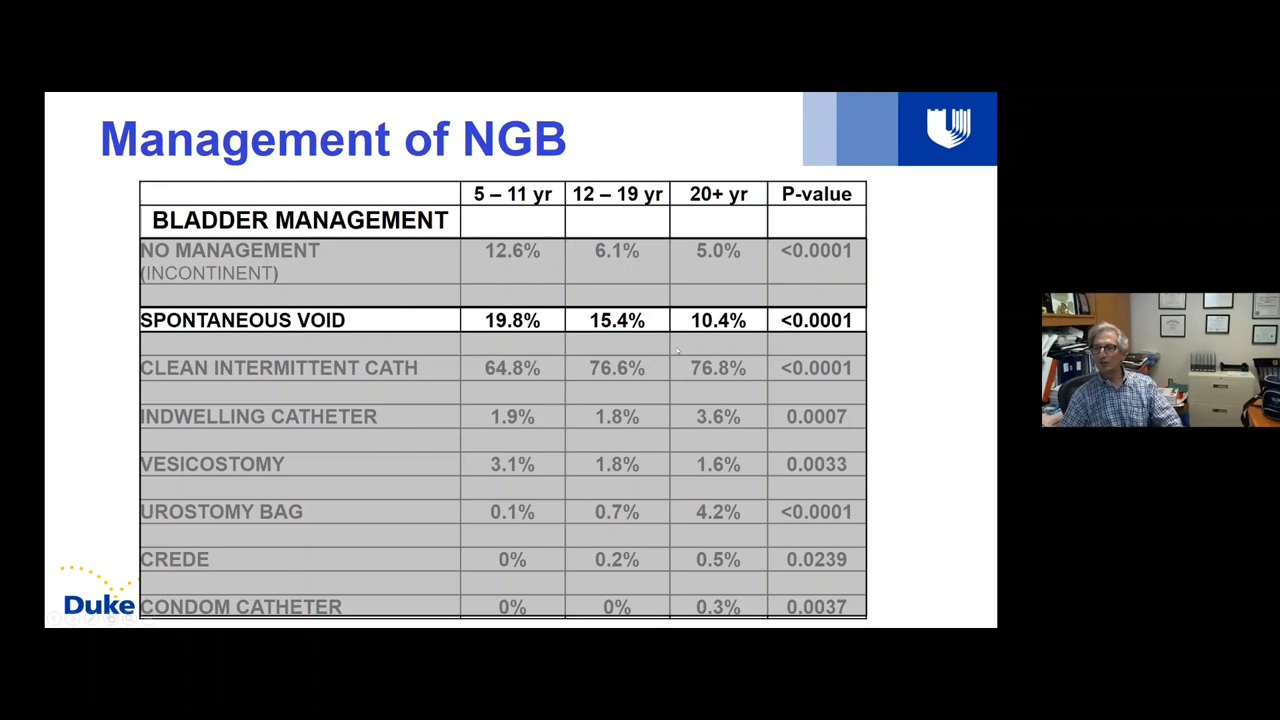 Management of NGB
5 – 11 yr 12 – 19 yr 20+ yr P-value
BLADDER MANAGEMENT
NO MANAGEMENT 12.6% 6.1% 5.0% <0.0001
(INCONTINENT)
SPONTANEOUS VOID 19.8% 15.4% 10.4% <0.0001
CLEAN INTERMITTENT CATH 64.8% 76.6% 76.8% <0.0001
INDWELLING CATHETER 1.9% 1.8% 3.6% 0.0007
VESICOSTOMY 3.1% 1.8% 1.6% 0.0033
UROSTOMY BAG 0.1% 0.7% 4.2% <0.0001
CREDE 0% 0.2% 0.5% 0.0239
CONDOM CATHETER 0% 0% 0.3% 0.0037
Duke